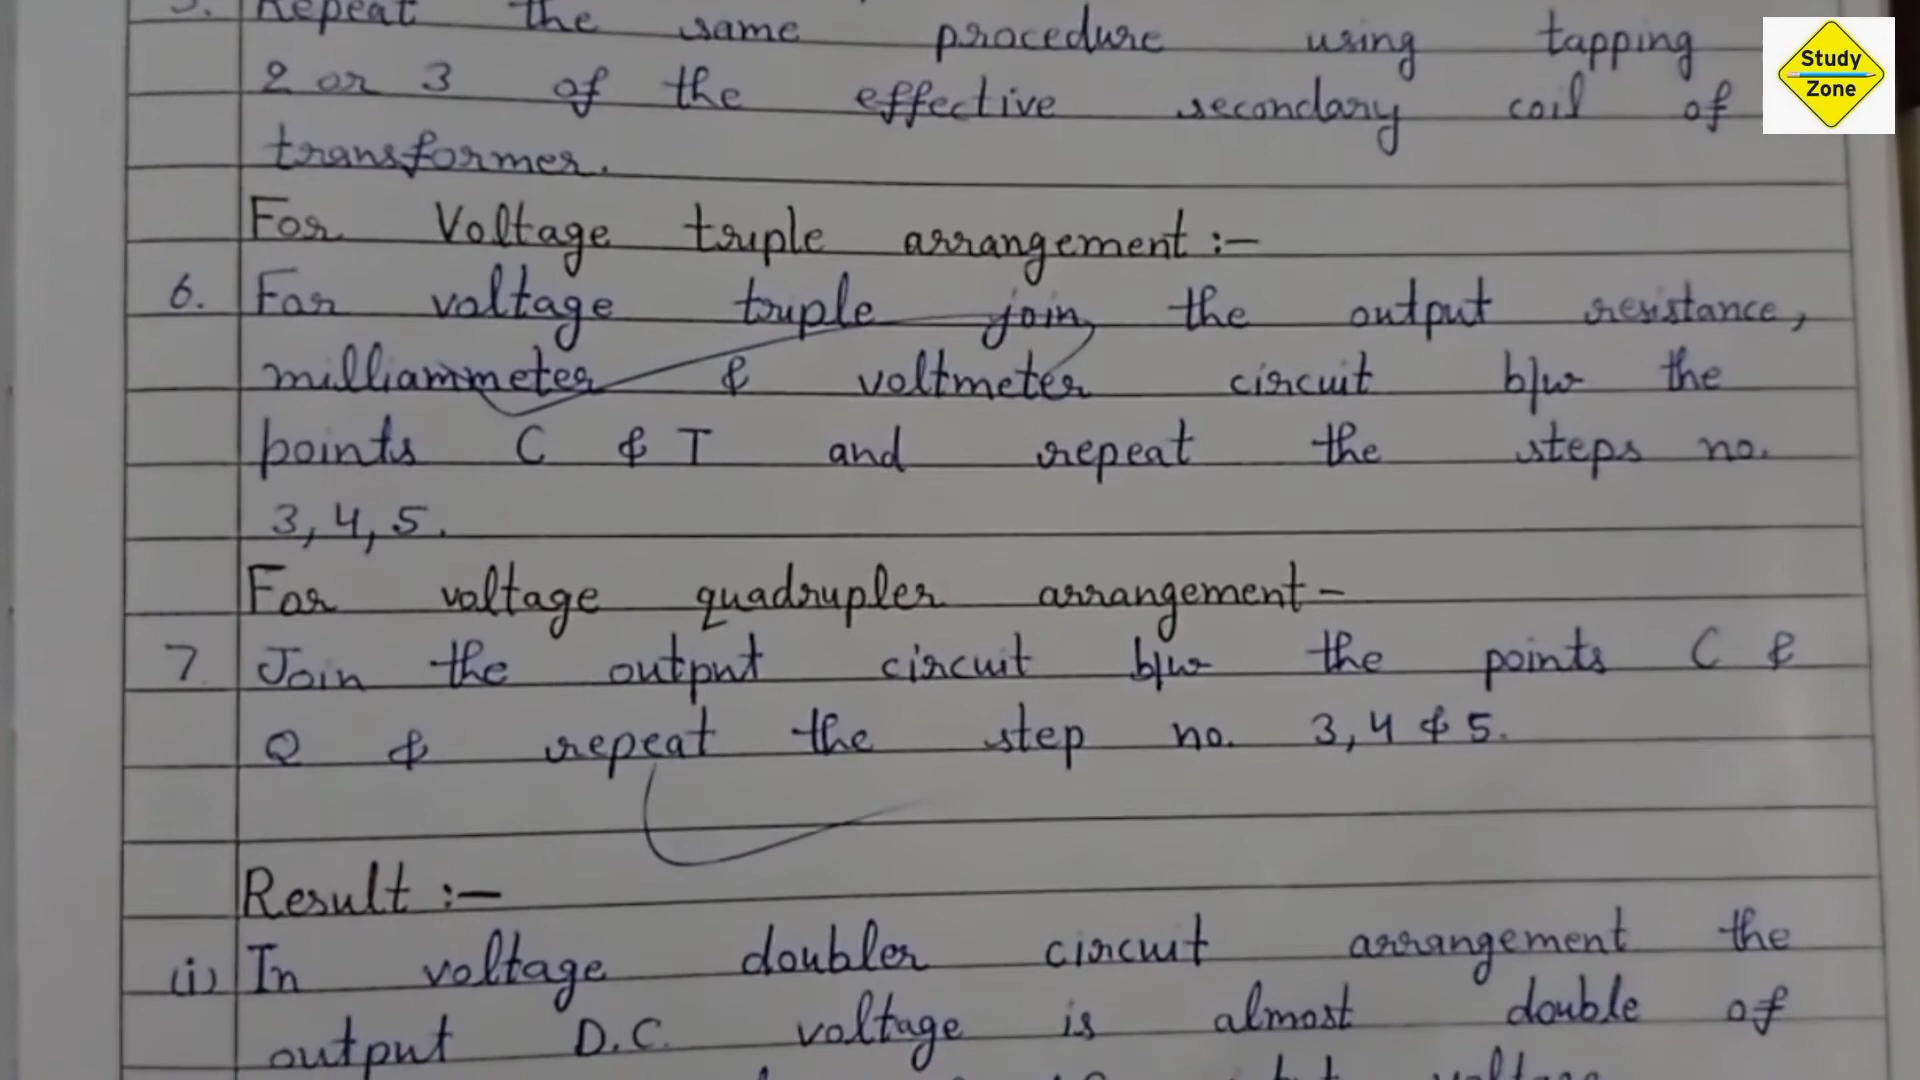 5. Repeat the same procedure using tapping
2 or 3 of the effective secondary coil of
transformer.
For Voltage triple arrangement :-
6. For voltage triple join the output resistance,
milliammeter & voltmeter circuit b/w the
points C & T and repeat the steps no.
3, 4, 5.
For voltage quadrupler arrangement -
7. Join the output circuit b/w the points C &
Q & repeat the step no. 3, 4 & 5.
Result :-
(i) In voltage doubler circuit arrangement the
output D.C. voltage is almost double of
Study
Zone